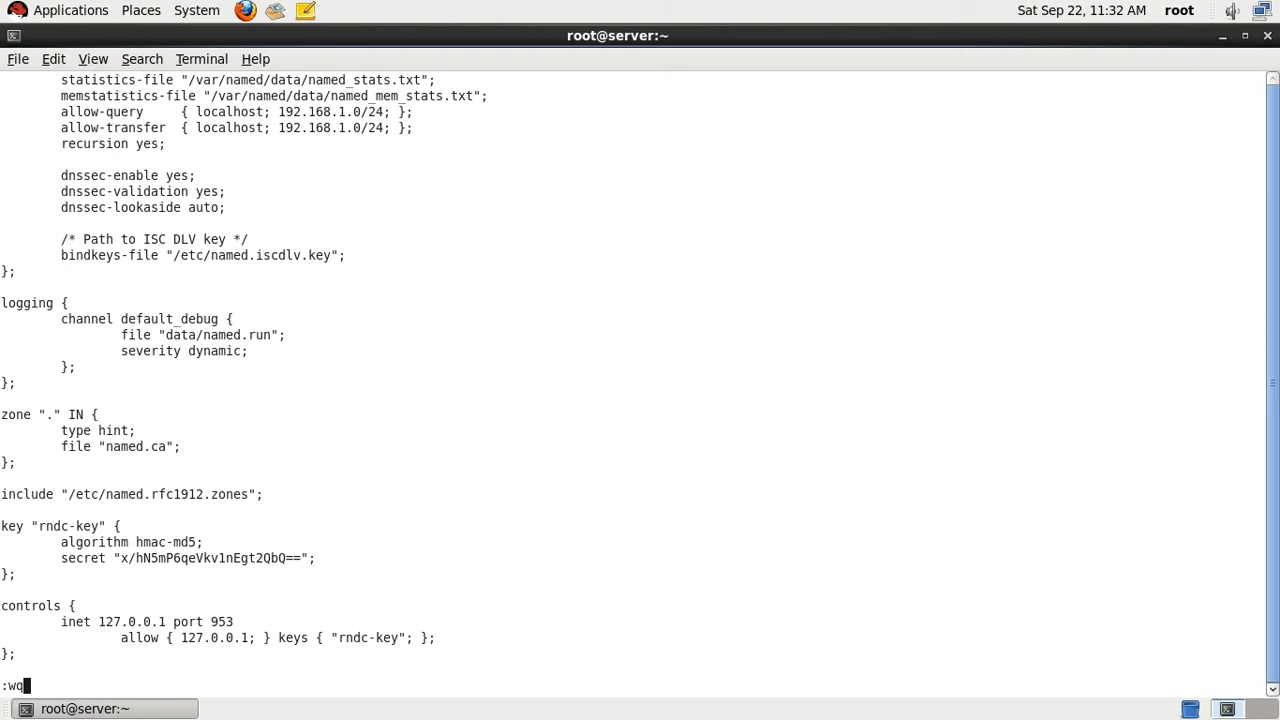 Applications Places System Sat Sep 22, 11:32 AM root
root@server:~
File Edit View Search Terminal Help
statistics-file "/var/named/data/named_stats.txt";
memstatistics-file "/var/named/data/named_mem_stats.txt";
allow-query     { localhost; 192.168.1.0/24; };
allow-transfer  { localhost; 192.168.1.0/24; };
recursion yes;
dnssec-enable yes;
dnssec-validation yes;
dnssec-lookaside auto;
/* Path to ISC DLV key */
bindkeys-file "/etc/named.iscdlv.key";
};
logging {
channel default_debug {
file "data/named.run";
severity dynamic;
};
};
zone "." IN {
type hint;
file "named.ca";
};
include "/etc/named.rfc1912.zones";
key "rndc-key" {
algorithm hmac-md5;
secret "x/hN5mP6qeVkv1nEgt2QbQ==";
};
controls {
inet 127.0.0.1 port 953
allow { 127.0.0.1; } keys { "rndc-key"; };
};
:wq
root@server:~